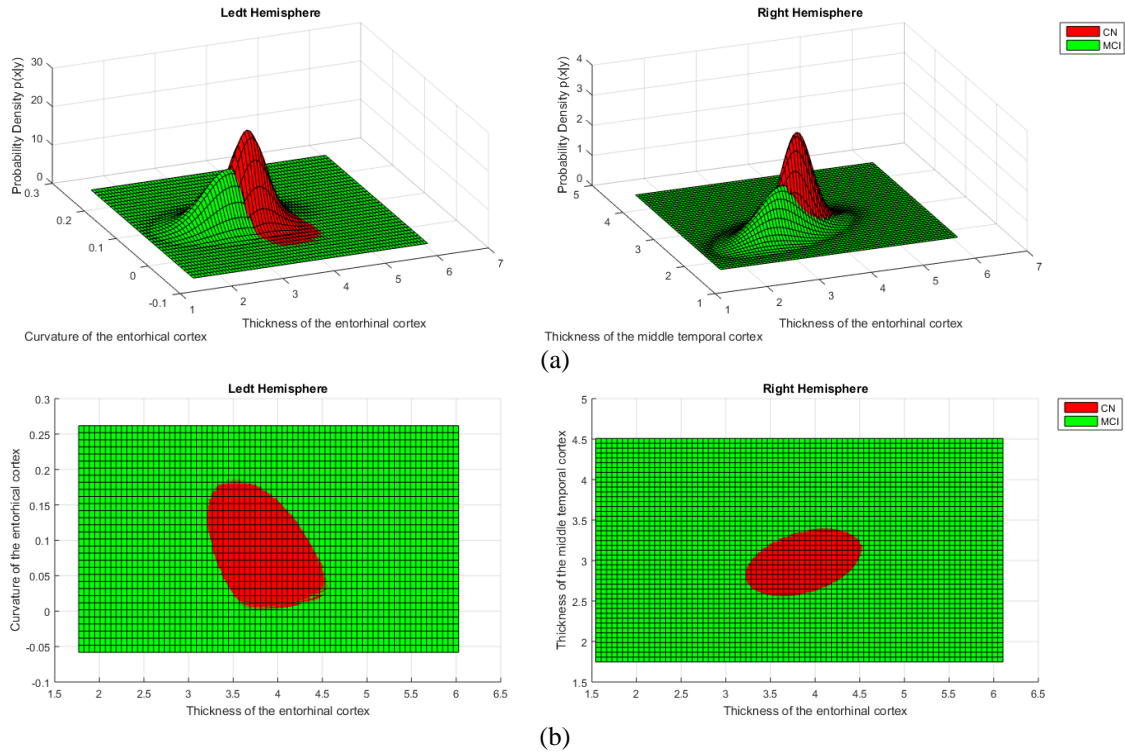 Ledt Hemisphere
Right Hemisphere
CN
MCI
Probability Density p(x|y)
30
20
10
0
0.3
0.2
0.1
0
-0.1
1
2
3
4
5
6
7
Thickness of the entorhinal cortex
Curvature of the entorhical cortex
Probability Density p(x|y)
4
3
2
1
0
5
4
3
2
1
1
2
3
4
5
6
7
Thickness of the entorhinal cortex
Thickness of the middle temporal cortex
(a)
Ledt Hemisphere
Right Hemisphere
CN
MCI
Curvature of the entorhical cortex
0.3
0.25
0.2
0.15
0.1
0.05
0
-0.05
-0.1
1.5 2 2.5 3 3.5 4 4.5 5 5.5 6 6.5
Thickness of the entorhinal cortex
Thickness of the middle temporal cortex
5
4.5
4
3.5
3
2.5
2
1.5
1.5 2 2.5 3 3.5 4 4.5 5 5.5 6 6.5
Thickness of the entorhinal cortex
(b)